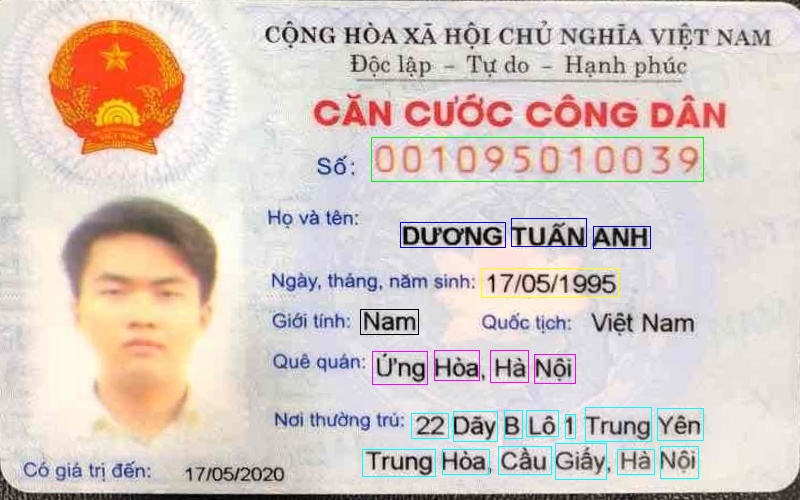 CỘNG HÒA XÃ HỘI CHỦ NGHĨA VIỆT NAM
Độc lập - Tự do - Hạnh phúc
CĂN CƯỚC CÔNG DÂN
VIỆT NAM
Số: 001095010039
Họ và tên:
DƯƠNG TUẤN ANH
Ngày, tháng, năm sinh: 17/05/1995
Giới tính: Nam Quốc tịch: Việt Nam
Quê quán: Ứng Hòa, Hà Nội
Nơi thường trú: 22 Dãy B Lô 1 Trung Yên
Trung Hòa, Cầu Giấy, Hà Nội
Có giá trị đến: 17/05/2020